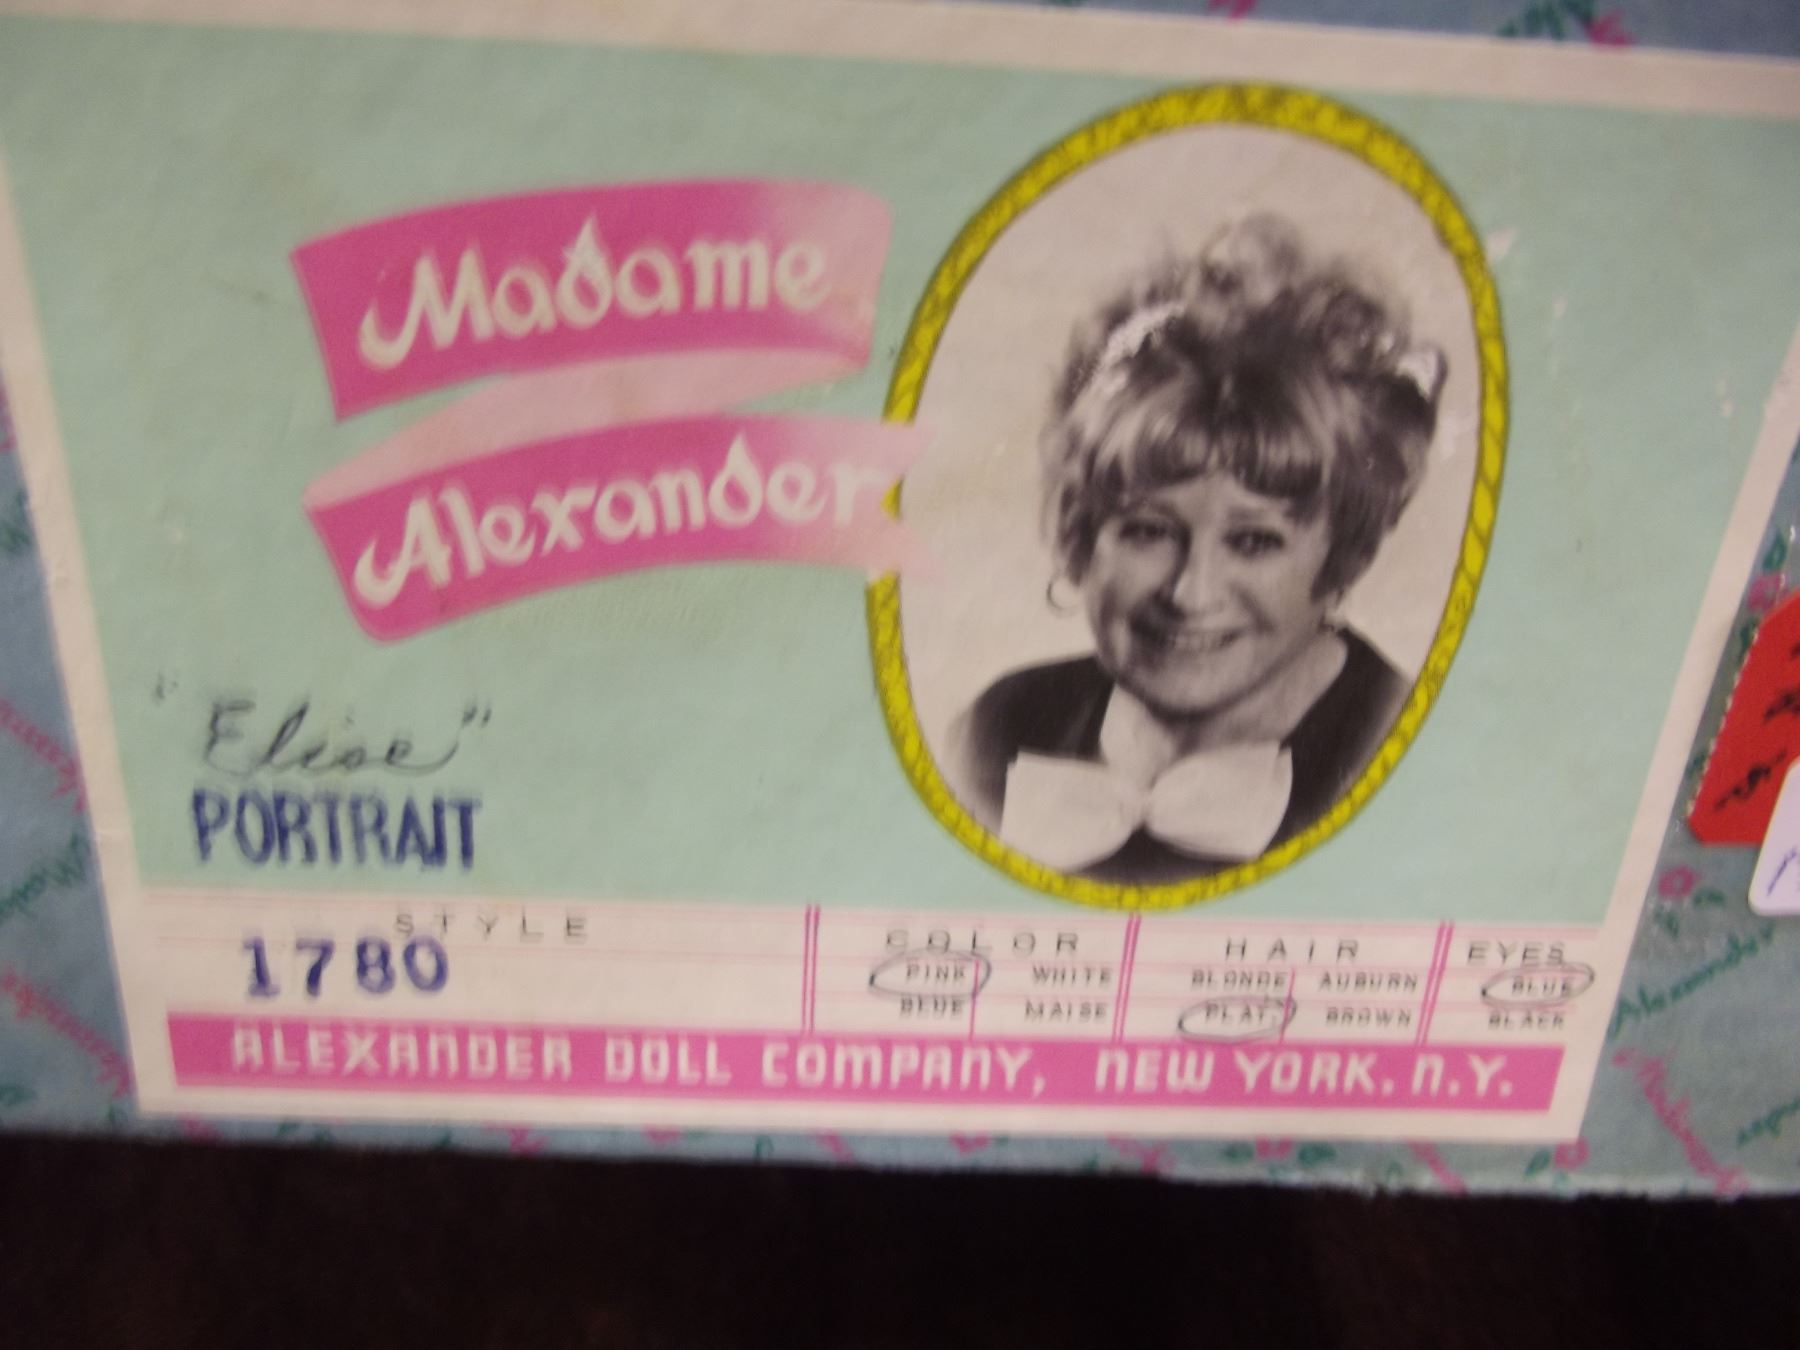 Madame
Alexander
"Elise"
PORTRAIT
STYLE
1780
COLOR
PINK WHITE
BLUE MAISE
HAIR
BLONDE AUBURN
PLAT. BROWN
EYES
BLUE
BLACK
ALEXANDER DOLL COMPANY, NEW YORK, N.Y.
Alexander